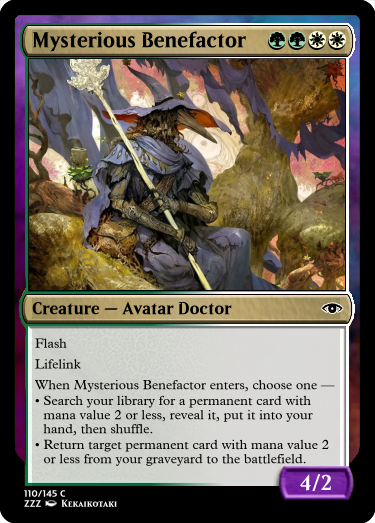 Mysterious Benefactor
Creature — Avatar Doctor
Flash
Lifelink
When Mysterious Benefactor enters, choose one —
• Search your library for a permanent card with
mana value 2 or less, reveal it, put it into your
hand, then shuffle.
• Return target permanent card with mana value 2
or less from your graveyard to the battlefield.
4/2
110/145 C
ZZZ Kekaikotaki